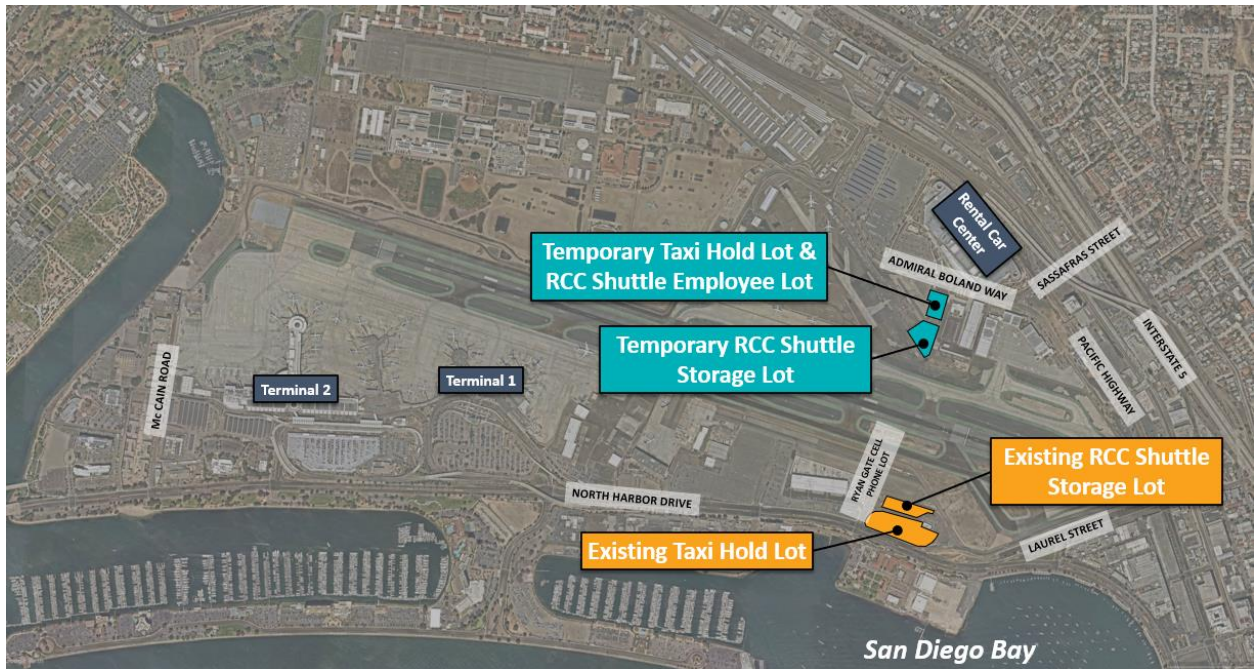 Rental Car
Center
Temporary Taxi Hold Lot &
RCC Shuttle Employee Lot
ADMIRAL BOLAND WAY
SASSAFRAS STREET
Temporary RCC Shuttle
Storage Lot
INTERSTATE 5
PACIFIC HIGHWAY
Mc CAIN ROAD
Terminal 2
Terminal 1
RYAN GATE CELL
PHONE LOT
Existing RCC Shuttle
Storage Lot
NORTH HARBOR DRIVE
LAUREL STREET
Existing Taxi Hold Lot
San Diego Bay